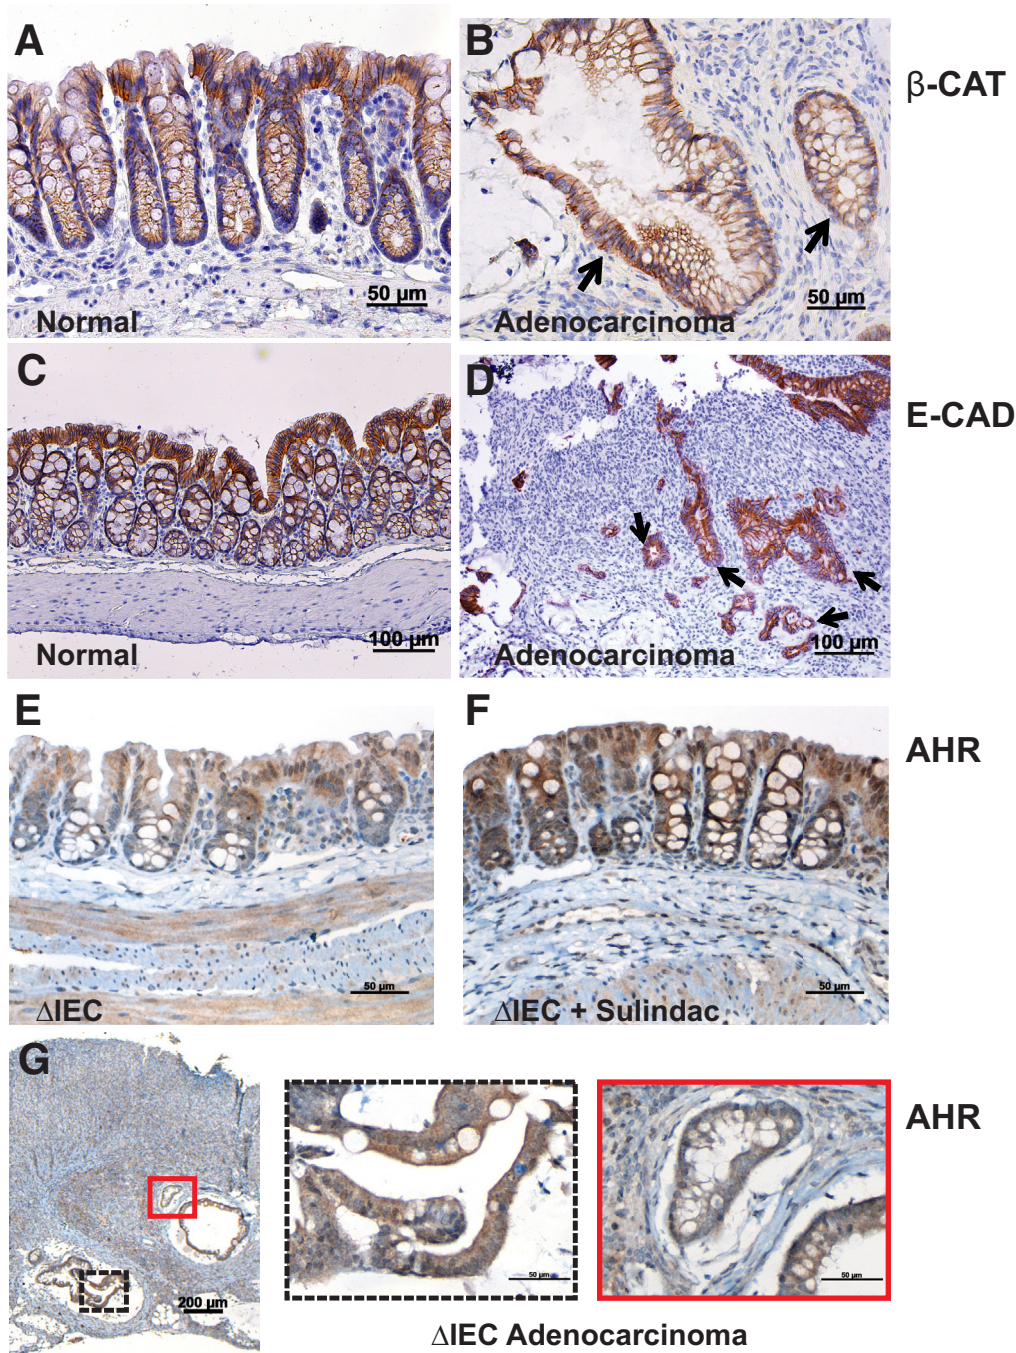 A
B
β-CAT
50 µm
Normal
50 µm
Adenocarcinoma
C
D
E-CAD
100 µm
Normal
100 µm
Adenocarcinoma
E
F
AHR
50 µm
ΔIEC
50 µm
ΔIEC + Sulindac
G
AHR
200 µm
50 µm
50 µm
ΔIEC Adenocarcinoma